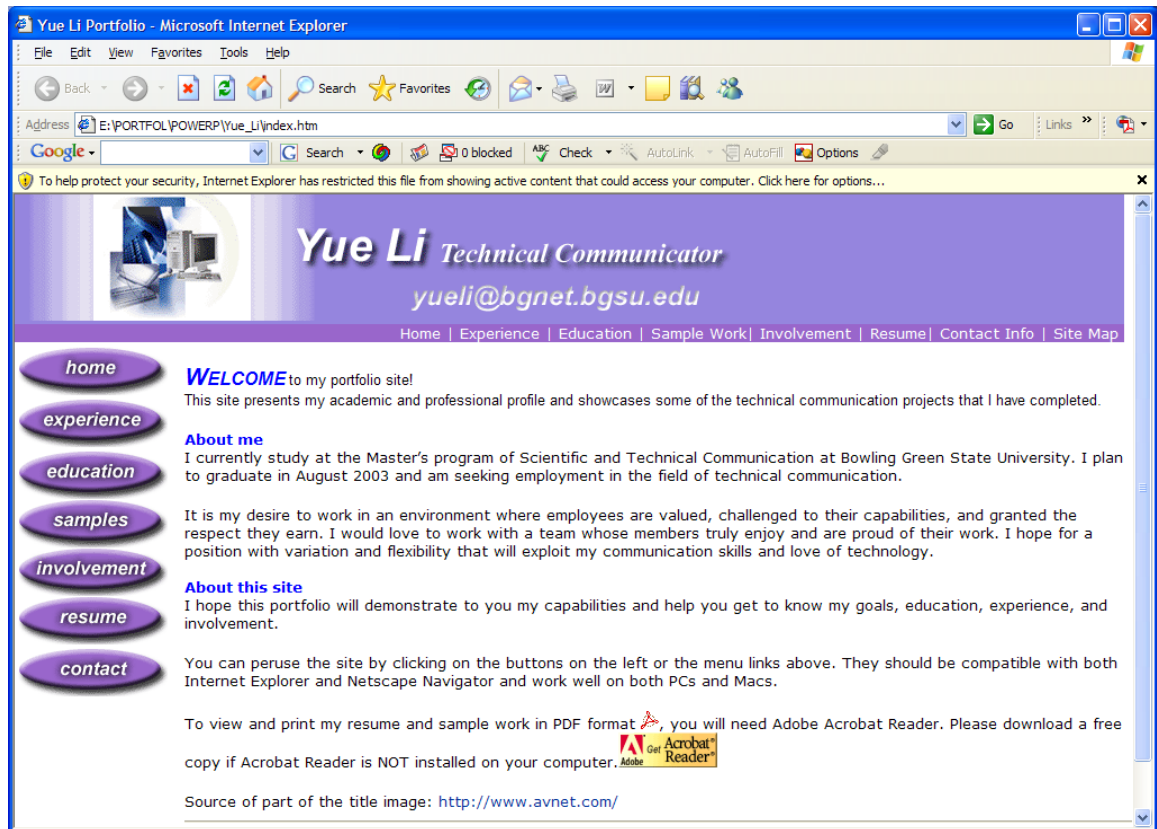 Yue Li Portfolio - Microsoft Internet Explorer
File Edit View Favorites Tools Help
Back Search Favorites
Address E:\PORTFOL\POWERP\Yue_Li\index.htm Go Links »
Google Search 0 blocked ABC Check AutoLink AutoFill Options
To help protect your security, Internet Explorer has restricted this file from showing active content that could access your computer. Click here for options...
Yue Li Technical Communicator
yueli@bgnet.bgsu.edu
Home | Experience | Education | Sample Work| Involvement | Resume| Contact Info | Site Map
home
experience
education
samples
involvement
resume
contact
WELCOME to my portfolio site!
This site presents my academic and professional profile and showcases some of the technical communication projects that I have completed.
About me
I currently study at the Master's program of Scientific and Technical Communication at Bowling Green State University. I plan
to graduate in August 2003 and am seeking employment in the field of technical communication.
It is my desire to work in an environment where employees are valued, challenged to their capabilities, and granted the
respect they earn. I would love to work with a team whose members truly enjoy and are proud of their work. I hope for a
position with variation and flexibility that will exploit my communication skills and love of technology.
About this site
I hope this portfolio will demonstrate to you my capabilities and help you get to know my goals, education, experience, and
involvement.
You can peruse the site by clicking on the buttons on the left or the menu links above. They should be compatible with both
Internet Explorer and Netscape Navigator and work well on both PCs and Macs.
To view and print my resume and sample work in PDF format , you will need Adobe Acrobat Reader. Please download a free
copy if Acrobat Reader is NOT installed on your computer. Adobe Get Acrobat® Reader®
Source of part of the title image: http://www.avnet.com/